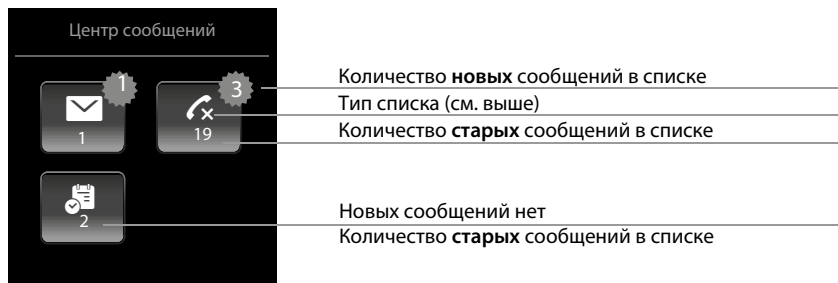 Центр сообщений
1
3
1
19
2
Количество новых сообщений в списке
Тип списка (см. выше)
Количество старых сообщений в списке
Новых сообщений нет
Количество старых сообщений в списке